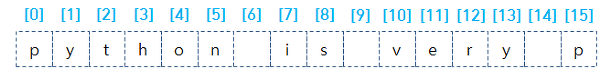 [0] [1] [2] [3] [4] [5] [6] [7] [8] [9] [10] [11] [12] [13] [14] [15]
p y t h o n i s v e r y p